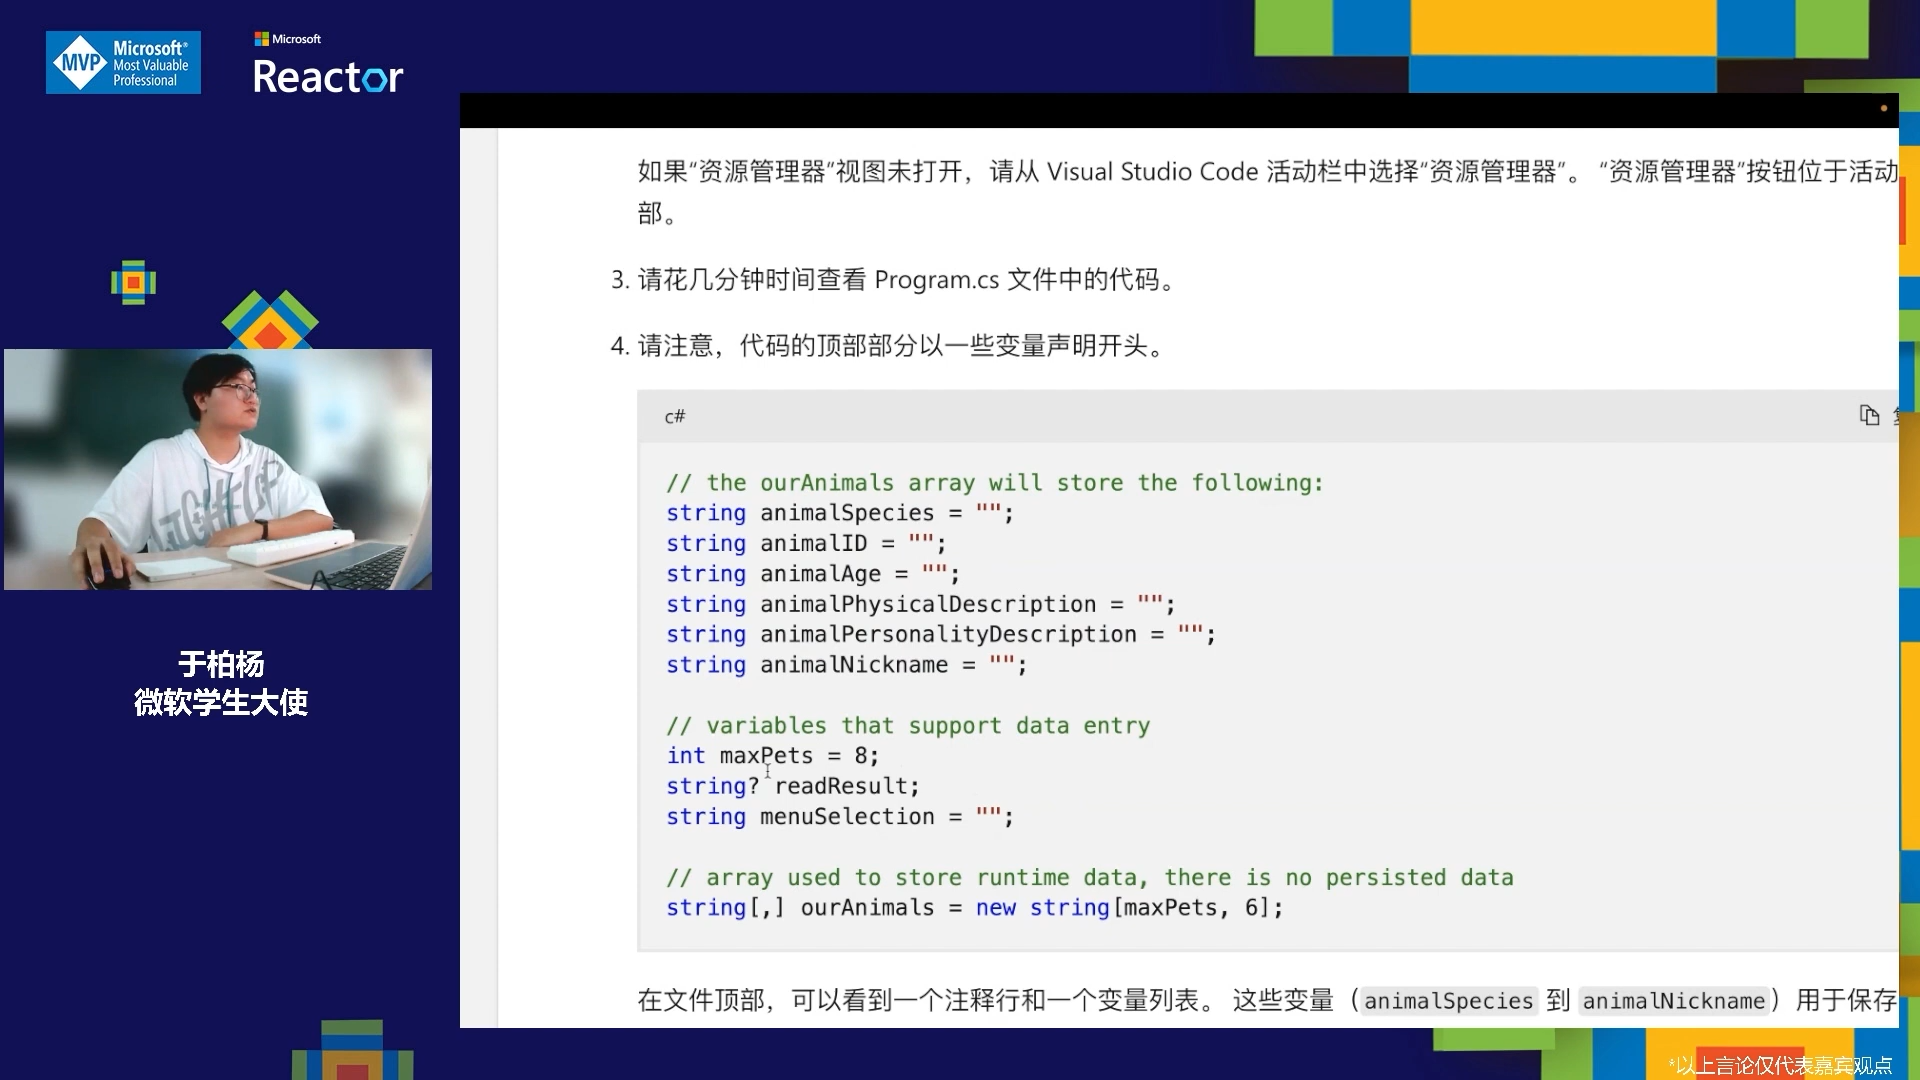 MVP
Microsoft®
Most Valuable
Professional
Microsoft
Reactor
如果“资源管理器”视图未打开，请从 Visual Studio Code 活动栏中选择“资源管理器”。 “资源管理器”按钮位于活动
部。
3. 请花几分钟时间查看 Program.cs 文件中的代码。
4. 请注意，代码的顶部部分以一些变量声明开头。
c#
// the ourAnimals array will store the following:
string animalSpecies = "";
string animalID = "";
string animalAge = "";
string animalPhysicalDescription = "";
string animalPersonalityDescription = "";
string animalNickname = "";
// variables that support data entry
int maxPets = 8;
string? readResult;
string menuSelection = "";
// array used to store runtime data, there is no persisted data
string[,] ourAnimals = new string[maxPets, 6];
在文件顶部，可以看到一个注释行和一个变量列表。 这些变量（animalSpecies 到 animalNickname）用于保存
于柏杨
微软学生大使
*以上言论仅代表嘉宾观点